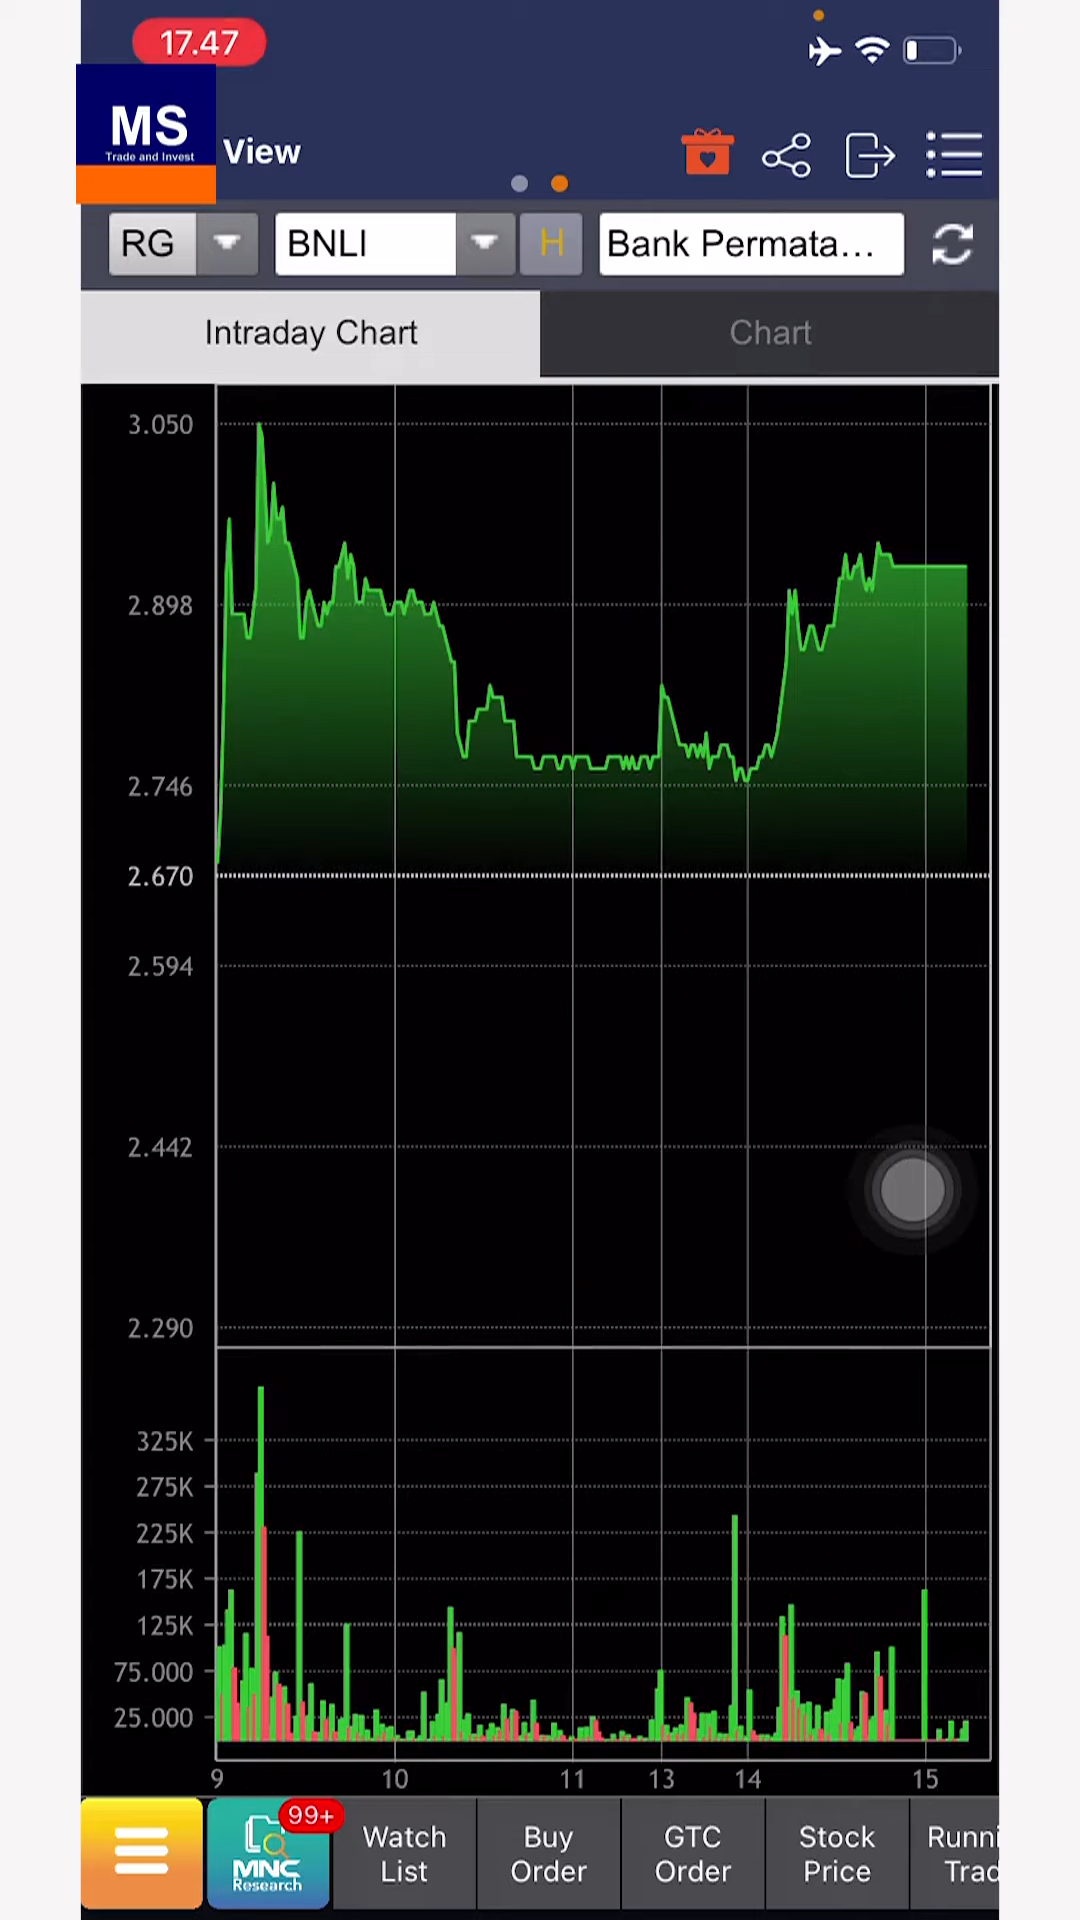 17.47
MS
Trade and Invest
View
RG
BNLI
H
Bank Permata...
Intraday Chart
Chart
3.050
2.898
2.746
2.670
2.594
2.442
2.290
325K
275K
225K
175K
125K
75.000
25.000
9 10 11 13 14 15
99+
MNC
Research
Watch
List
Buy
Order
GTC
Order
Stock
Price
Runni
Trad